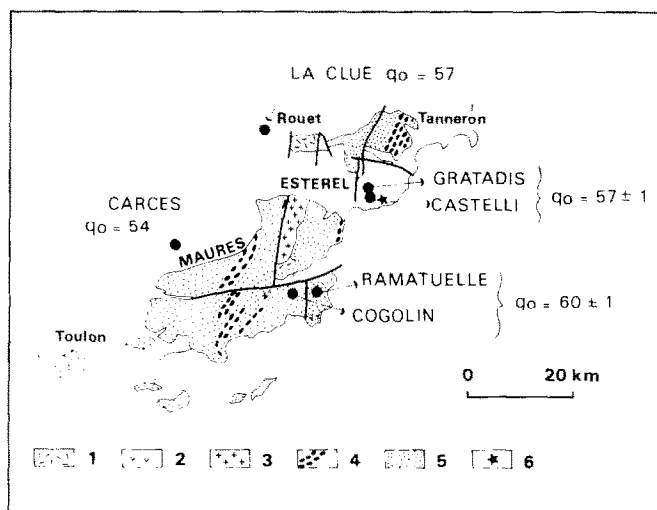 LA CLUE qo = 57
Rouet
Tanneron
ESTEREL
GRATADIS
CASTELLI
qo = 57 ± 1
CARCES
qo = 54
MAURES
RAMATUELLE
COGOLIN
qo = 60 ± 1
Toulon
0 20 km
1 2 3 4 5 6